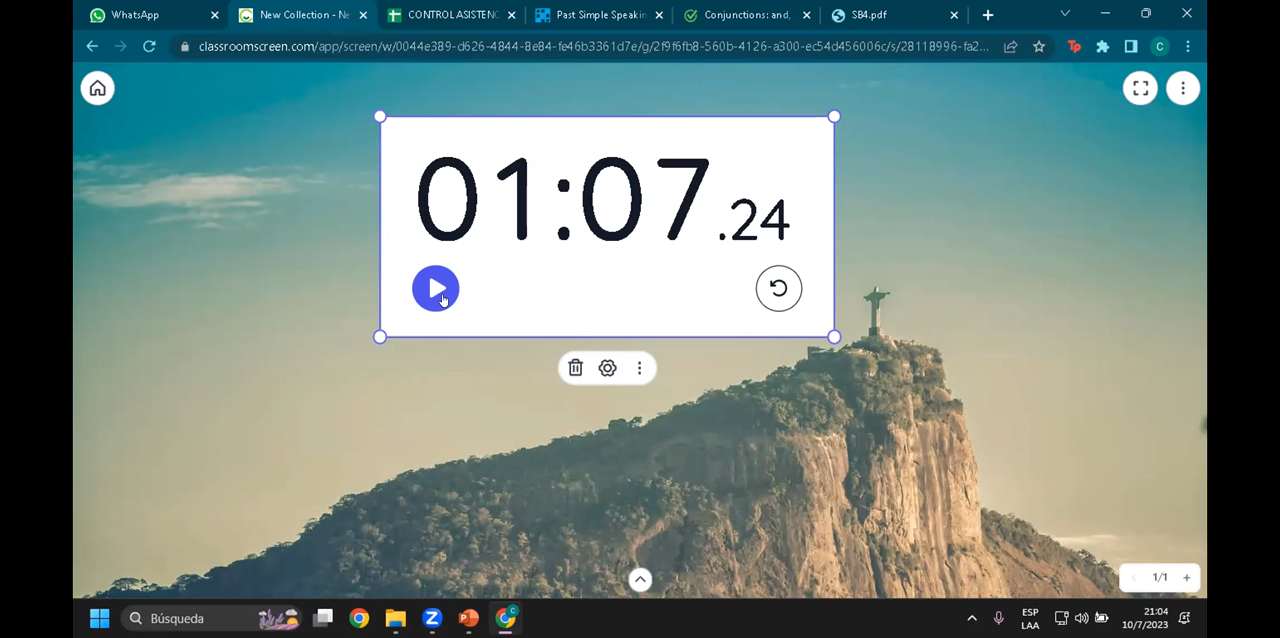 WhatsApp
New Collection - Ne
CONTROL ASISTENC
Past Simple Speakin
Conjunctions: and,
SB4.pdf
classroomscreen.com/app/screen/w/0044e389-d626-4844-8e84-fe46b3361d7e/g/2f9f6fb8-560b-4126-a300-ec54d456006c/s/28118996-fa2...
Tp
C
01:07.24
1/1
Búsqueda
C
ESP
LAA
21:04
10/7/2023